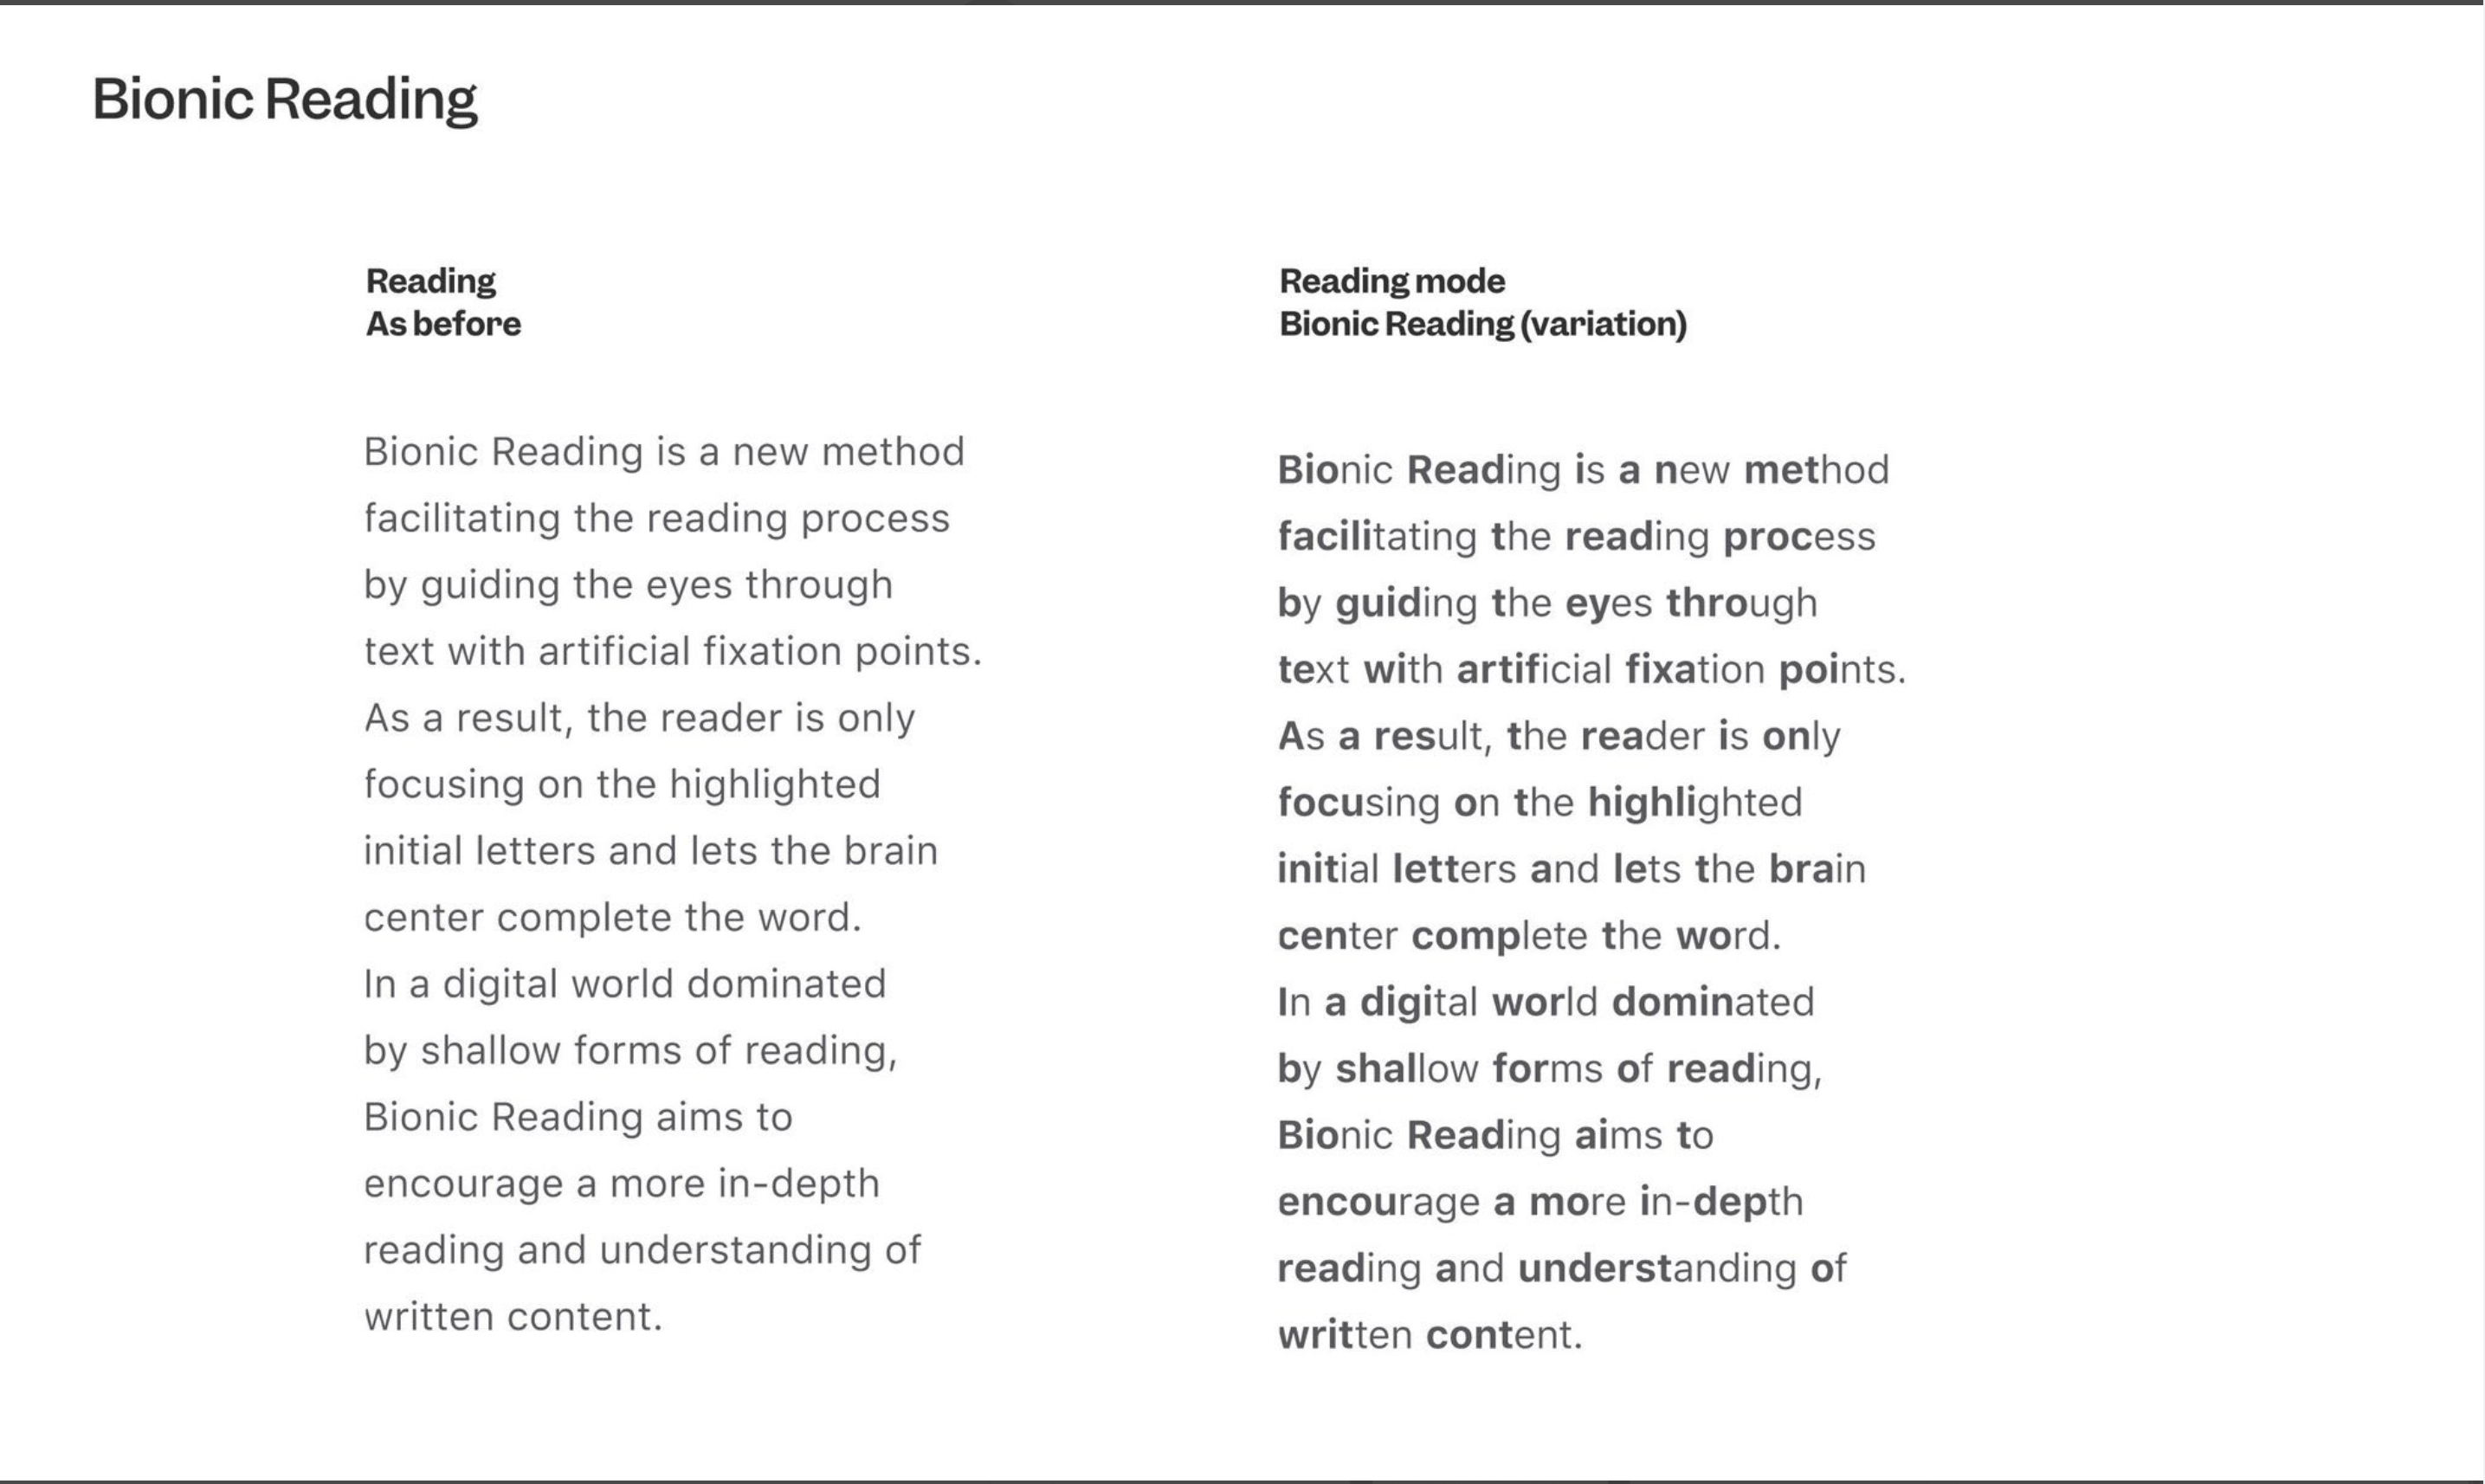 Bionic Reading
Reading
As before
Bionic Reading is a new method
facilitating the reading process
by guiding the eyes through
text with artificial fixation points.
As a result, the reader is only
focusing on the highlighted
initial letters and lets the brain
center complete the word.
In a digital world dominated
by shallow forms of reading,
Bionic Reading aims to
encourage a more in-depth
reading and understanding of
written content.
Reading mode
Bionic Reading (variation)
Bionic Reading is a new method
facilitating the reading process
by guiding the eyes through
text with artificial fixation points.
As a result, the reader is only
focusing on the highlighted
initial letters and lets the brain
center complete the word.
In a digital world dominated
by shallow forms of reading,
Bionic Reading aims to
encourage a more in-depth
reading and understanding of
written content.